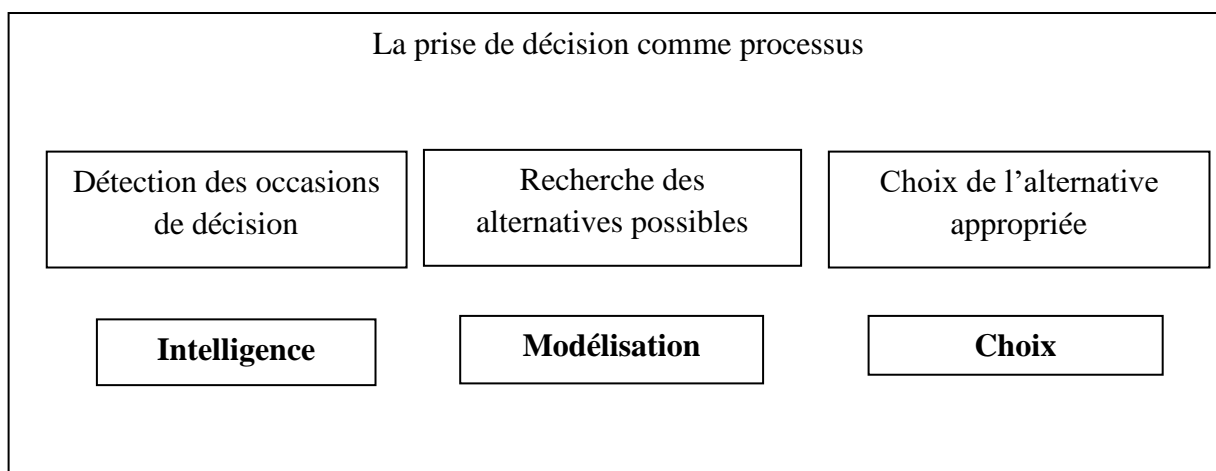 La prise de décision comme processus
Détection des occasions
de décision
Recherche des
alternatives possibles
Choix de l’alternative
appropriée
Intelligence
Modélisation
Choix